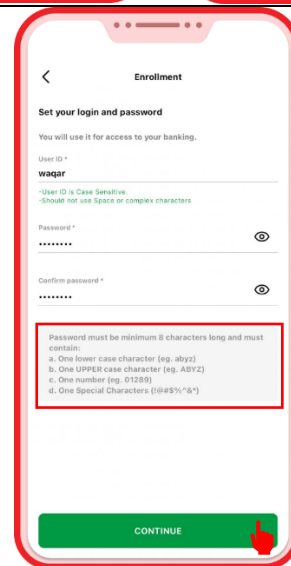 Enrollment
Set your login and password
You will use it for access to your banking.
User ID *
waqar
-User ID is Case Sensitive.
-Should not use Space or complex characters
Password *
••••••••
Confirm password *
••••••••
Password must be minimum 8 characters long and must
contain:
a. One lower case character (eg. abyz)
b. One UPPER case character (eg. ABYZ)
c. One number (eg. 01289)
d. One Special Characters (!@#$%^&*)
CONTINUE